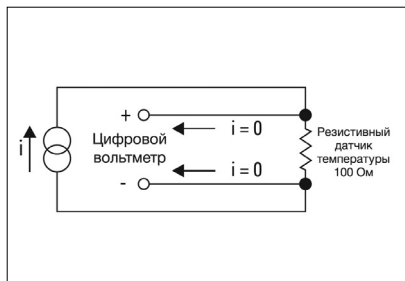 +
i = 0
Цифровой
вольтметр
i
- 
i = 0
Резистивный
датчик
температуры
100 Ом